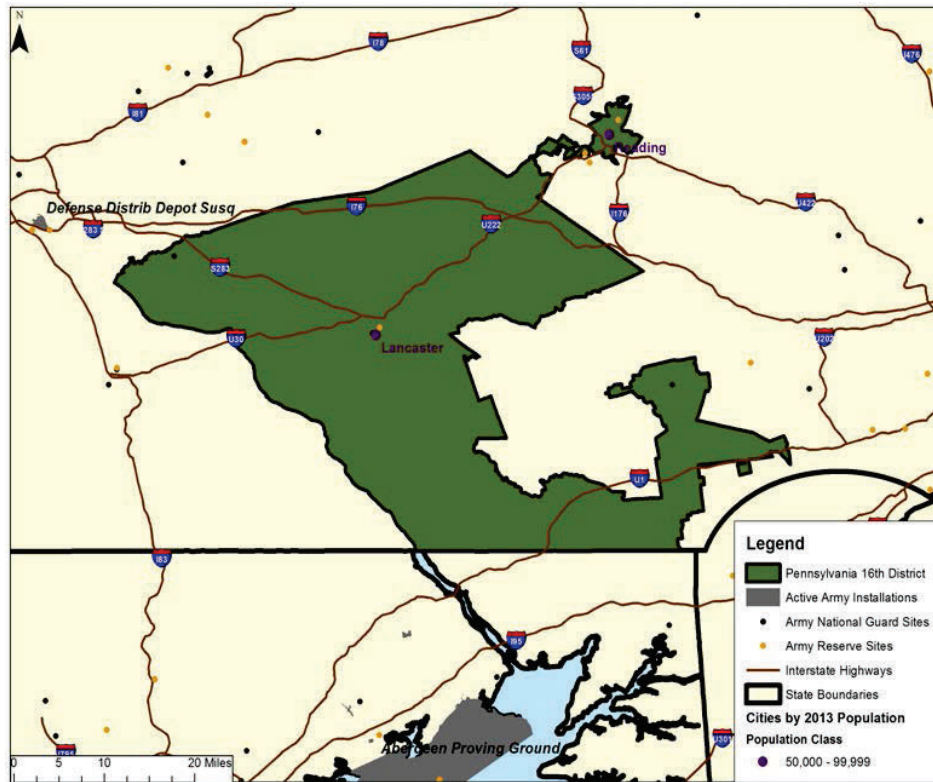 N
I78
S61
I476
I81
S305
Reading
Defense Distrib Depot Susq
I76
I176
U422
283
U222
S283
U30
Lancaster
U202
U1
I83
I95
Aberdeen Proving Ground
U301
I795
0 5 10 20 Miles
Legend
Pennsylvania 16th District
Active Army Installations
Army National Guard Sites
Army Reserve Sites
Interstate Highways
State Boundaries
Cities by 2013 Population
Population Class
50,000 - 99,999